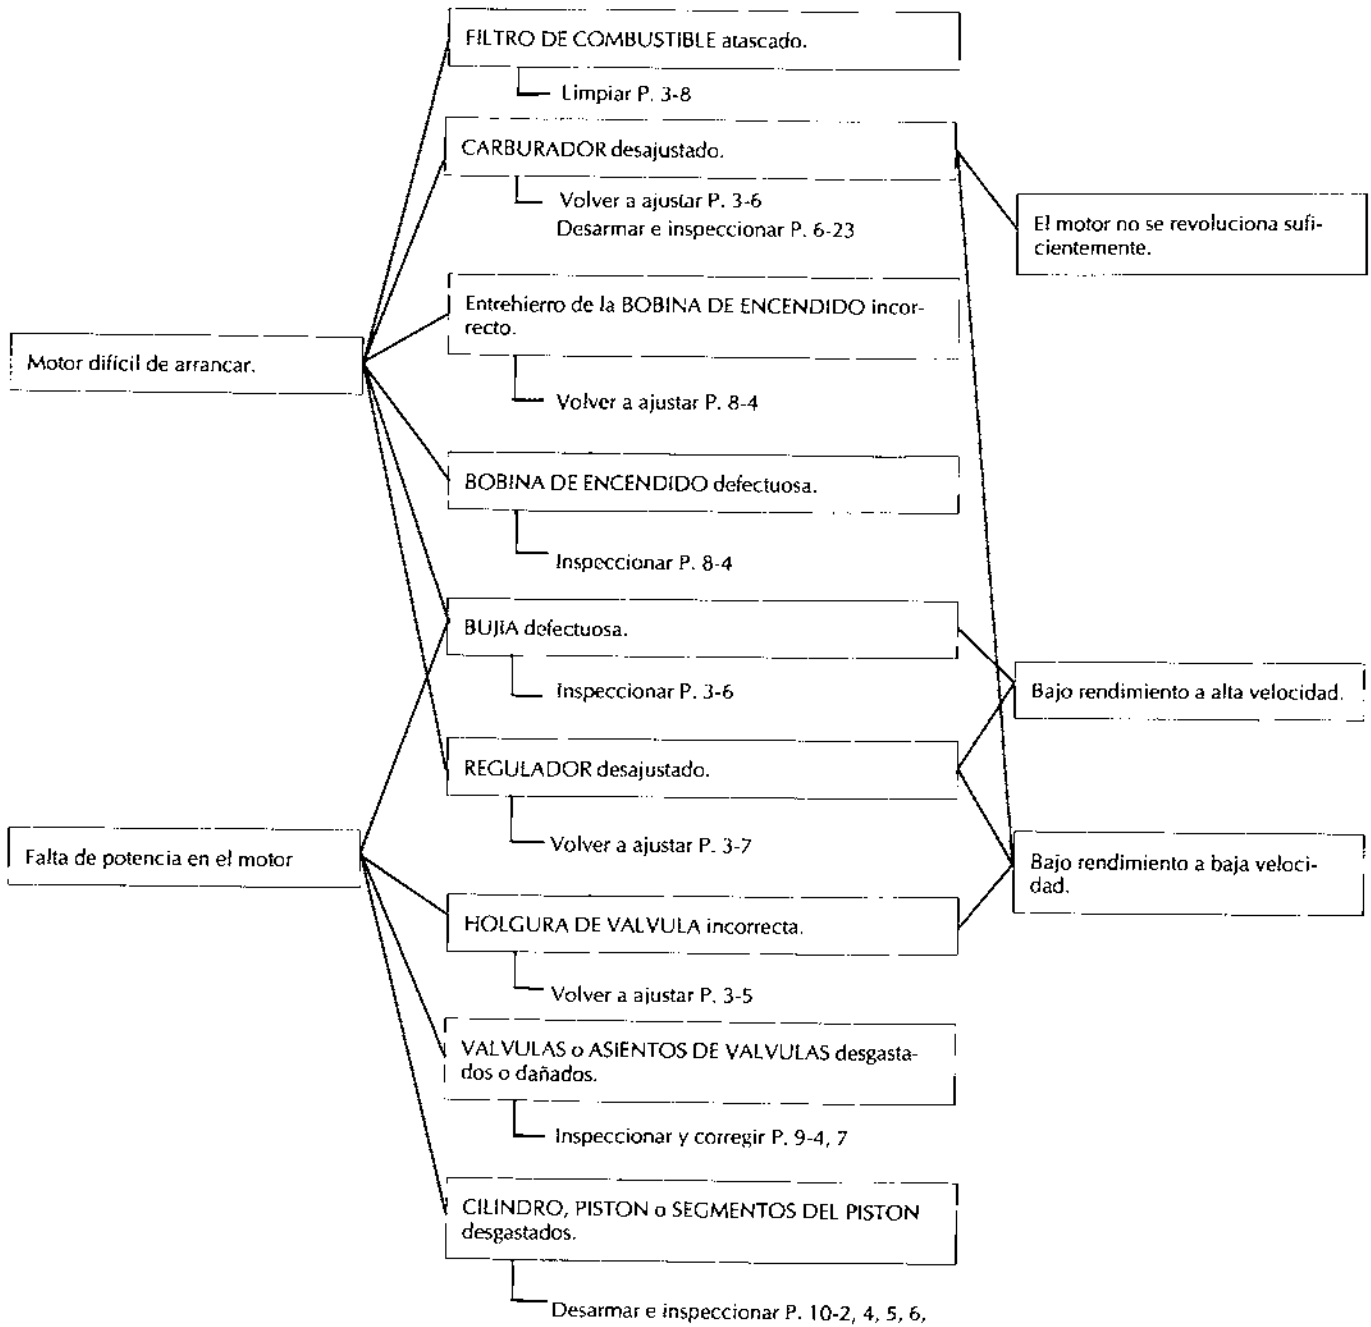 FILTRO DE COMBUSTIBLE atascado.
Limpiar P. 3-8
CARBURADOR desajustado.
Volver a ajustar P. 3-6
Desarmar e inspeccionar P. 6-23
El motor no se revoluciona sufi-
cientemente.
Entrehierro de la BOBINA DE ENCENDIDO incor-
recto.
Volver a ajustar P. 8-4
Motor dificil de arrancar.
BOBINA DE ENCENDIDO defectuosa.
Inspeccionar P. 8-4
BUJIA defectuosa.
Inspeccionar P. 3-6
Bajo rendimiento a alta velocidad.
REGULADOR desajustado.
Volver a ajustar P. 3-7
Falta de potencia en el motor
Bajo rendimiento a baja veloci-
dad.
HOLGURA DE VALVULA incorrecta.
Volver a ajustar P. 3-5
VALVULAS o ASIENTOS DE VALVULAS desgasta-
dos o dañados.
Inspeccionar y corregir P. 9-4, 7
CILINDRO, PISTON o SEGMENTOS DEL PISTON
desgastados.
Desarmar e inspeccionar P. 10-2, 4, 5, 6,